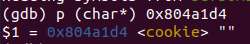 (gdb) p (char*) 0x804a1d4
$1 = 0x804a1d4 <cookie> ""